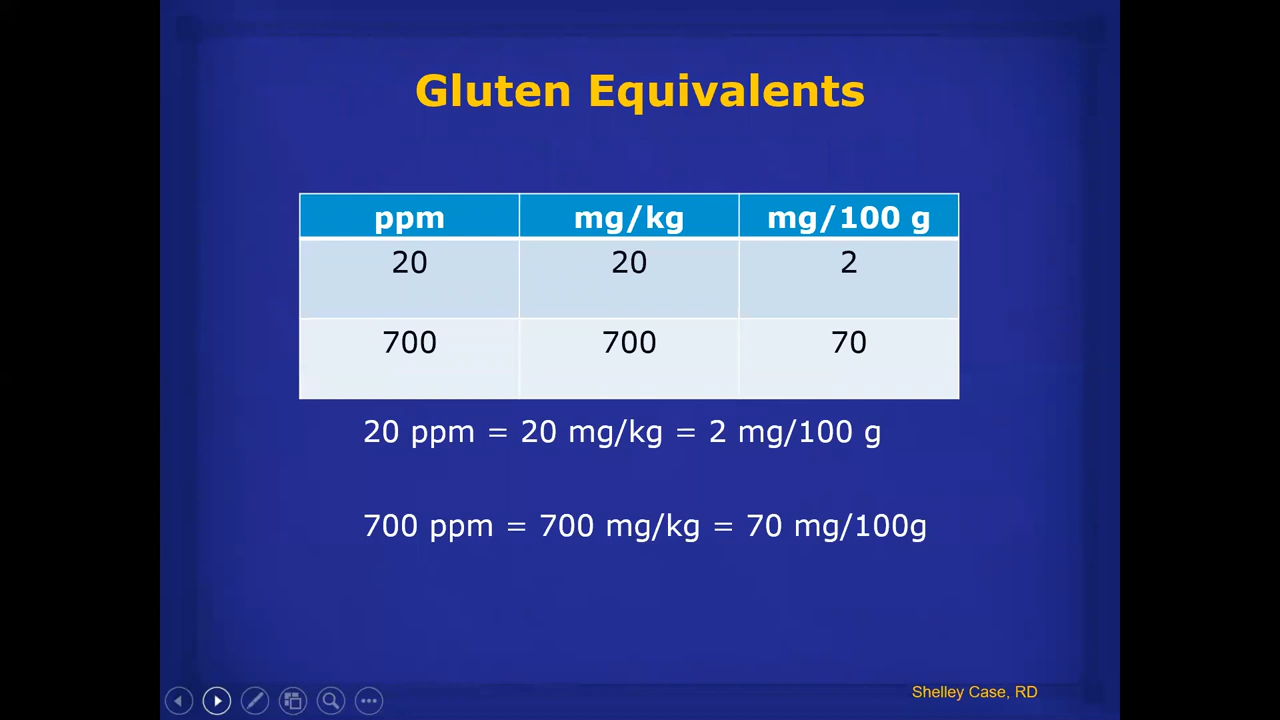 Gluten Equivalents
ppm mg/kg mg/100 g
20 20 2
700 700 70
20 ppm = 20 mg/kg = 2 mg/100 g
700 ppm = 700 mg/kg = 70 mg/100g
Shelley Case, RD